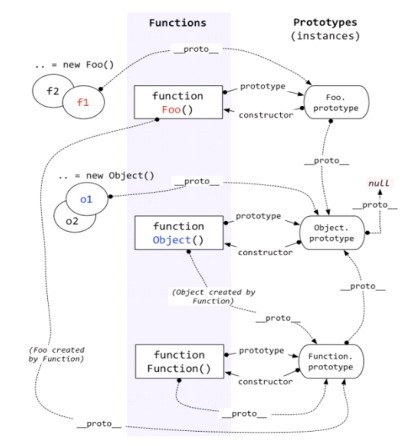 Functions
Prototypes
(instances)
__proto__
.. = new Foo()
f2
f1
function
Foo()
prototype
constructor
Foo.
prototype
__proto__
null
__proto__
.. = new Object()
__proto__
o1
o2
function
Object()
prototype
constructor
Object.
prototype
(Object created by
Function)
__proto__
__proto__
(Foo created
by Function)
function
Function()
prototype
constructor
Function.
prototype
__proto__
__proto__